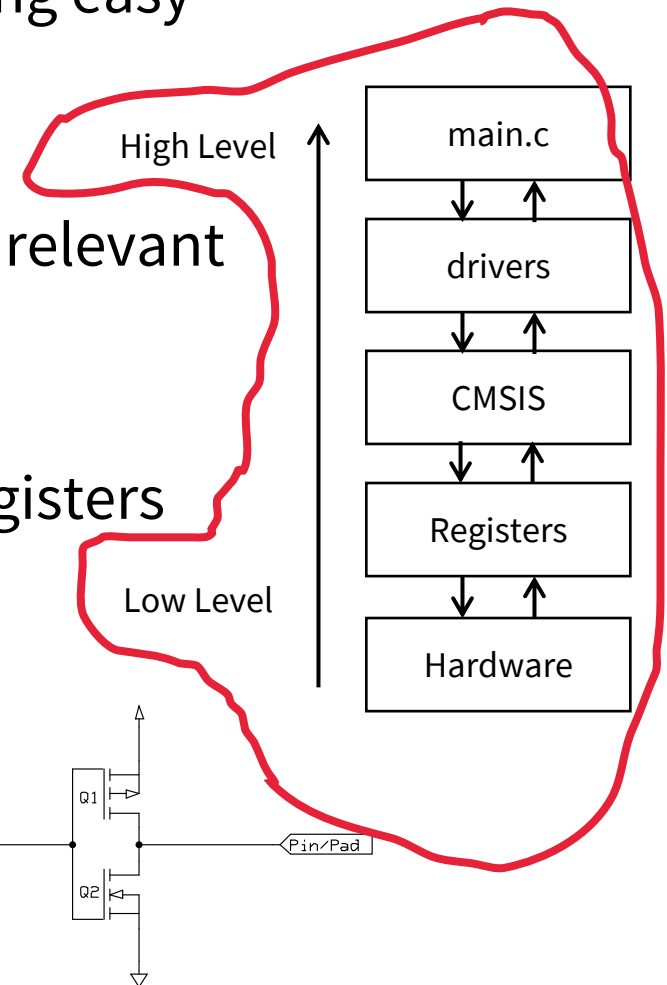 ng easy
High Level
main.c
relevant
drivers
CMSIS
gisters
Registers
Low Level
Hardware
Q1
Pin/Pad
Q2